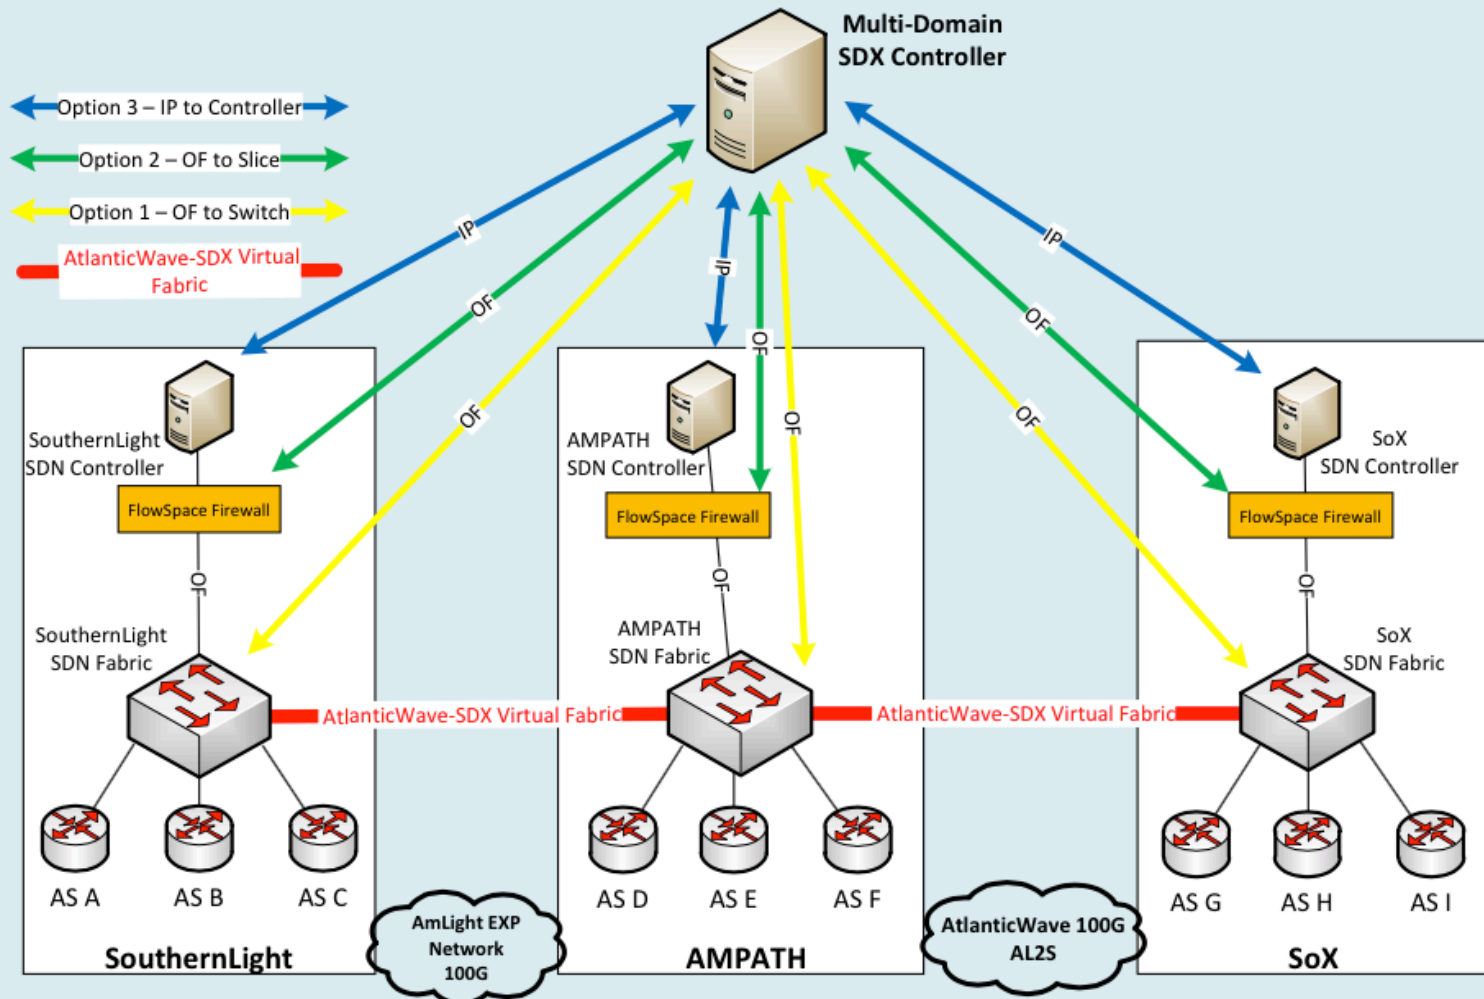 Multi-Domain
SDX Controller
Option 3 – IP to Controller
Option 2 – OF to Slice
Option 1 – OF to Switch
AtlanticWave-SDX Virtual
Fabric
IP
IP
IP
OF
OF
OF
OF
OF
OF
SouthernLight
SDN Controller
FlowSpace Firewall
OF
SouthernLight
SDN Fabric
AS A
AS B
AS C
SouthernLight
AMPATH
SDN Controller
FlowSpace Firewall
OF
AMPATH
SDN Fabric
AS D
AS E
AS F
AMPATH
SoX
SDN Controller
FlowSpace Firewall
OF
SoX
SDN Fabric
AS G
AS H
AS I
SoX
AtlanticWave-SDX Virtual Fabric
AtlanticWave-SDX Virtual Fabric
AmLight EXP
Network
100G
AtlanticWave 100G
AL2S